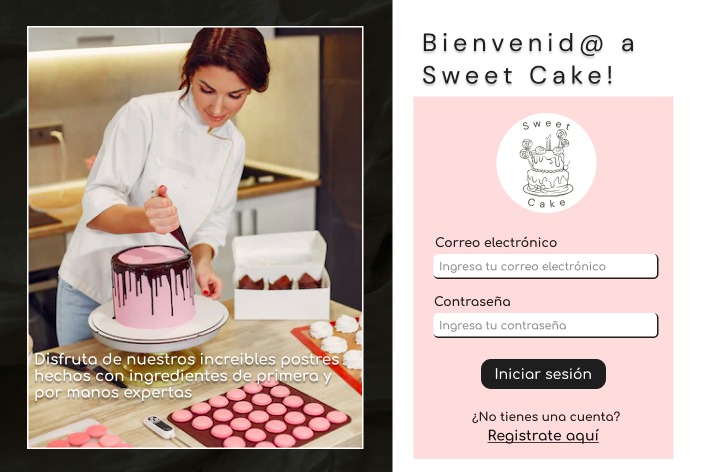 Bienvenid@ a
Sweet Cake!
Sweet
Cake
Correo electrónico
Ingresa tu correo electrónico
Contraseña
Ingresa tu contraseña
Iniciar sesión
¿No tienes una cuenta?
Registrate aquí
Disfruta de nuestros increibles postres
hechos con ingredientes de primera y
por manos expertas